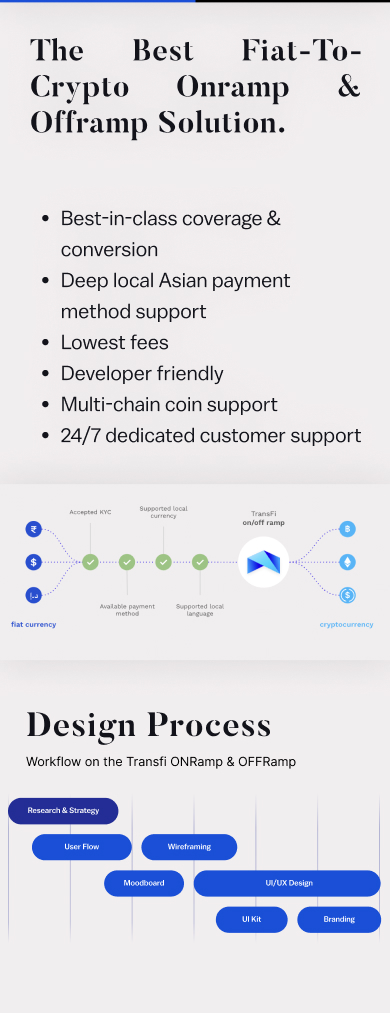 The Best Fiat-To-
Crypto Onramp &
Offramp Solution.
• Best-in-class coverage &
conversion
• Deep local Asian payment
method support
• Lowest fees
• Developer friendly
• Multi-chain coin support
• 24/7 dedicated customer support
Accepted KYC
Supported local
currency
TransFi
on/off ramp
₹
$
د.إ
Available payment
method
Supported local
language
fiat currency
cryptocurrency
Design Process
Workflow on the Transfi ONRamp & OFFRamp
Research & Strategy
User Flow
Wireframing
Moodboard
UI/UX Design
UI Kit
Branding